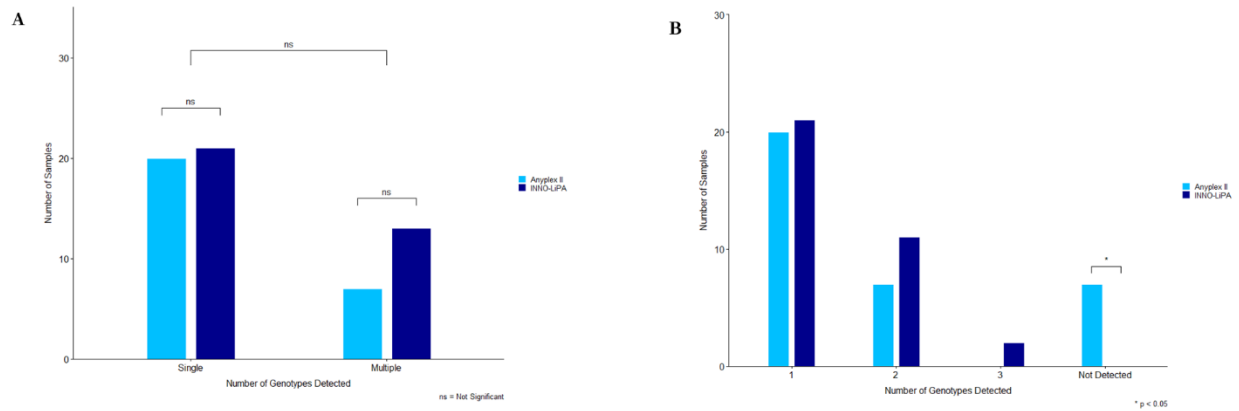 A
ns
ns
ns
30
20
10
0
Number of Samples
Single
Multiple
Number of Genotypes Detected
Anyplex II
INNO-LiPA
ns = Not Significant
B
30
20
10
0
Number of Samples
*
1
2
3
Not Detected
Number of Genotypes Detected
Anyplex II
INNO-LiPA
* p < 0.05